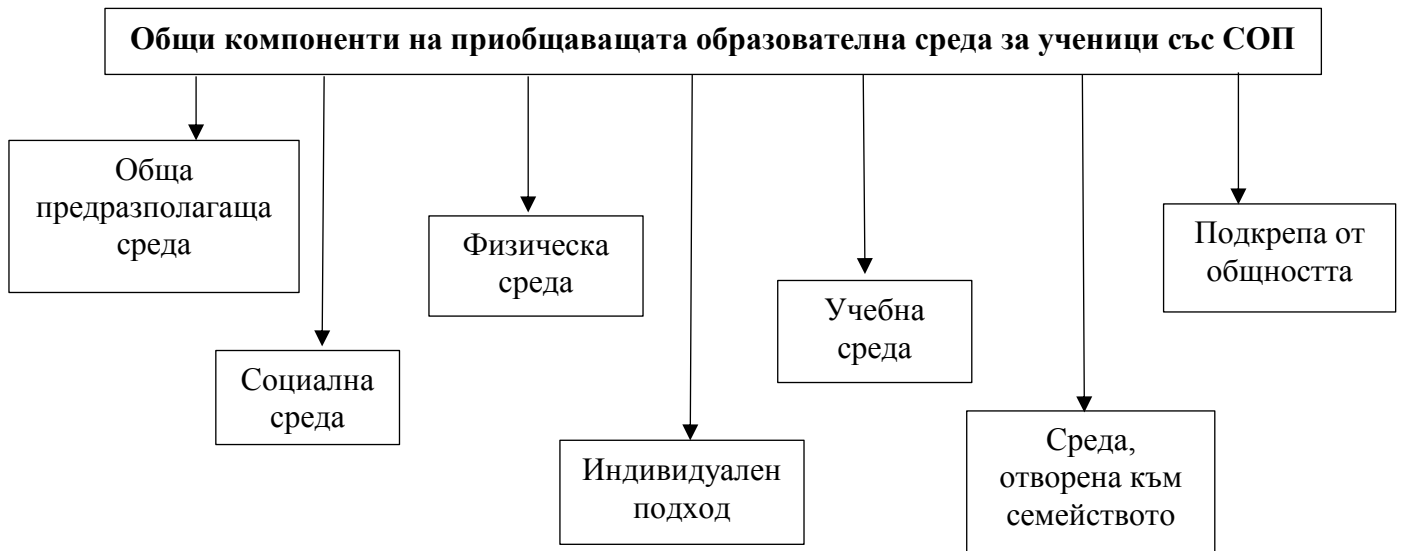 Общи компоненти на приобщаващата образователна среда за ученици със СОП
Обща
предразполагаща
среда
Социална
среда
Физическа
среда
Индивидуален
подход
Учебна
среда
Среда,
отворена към
семейството
Подкрепа от
общността